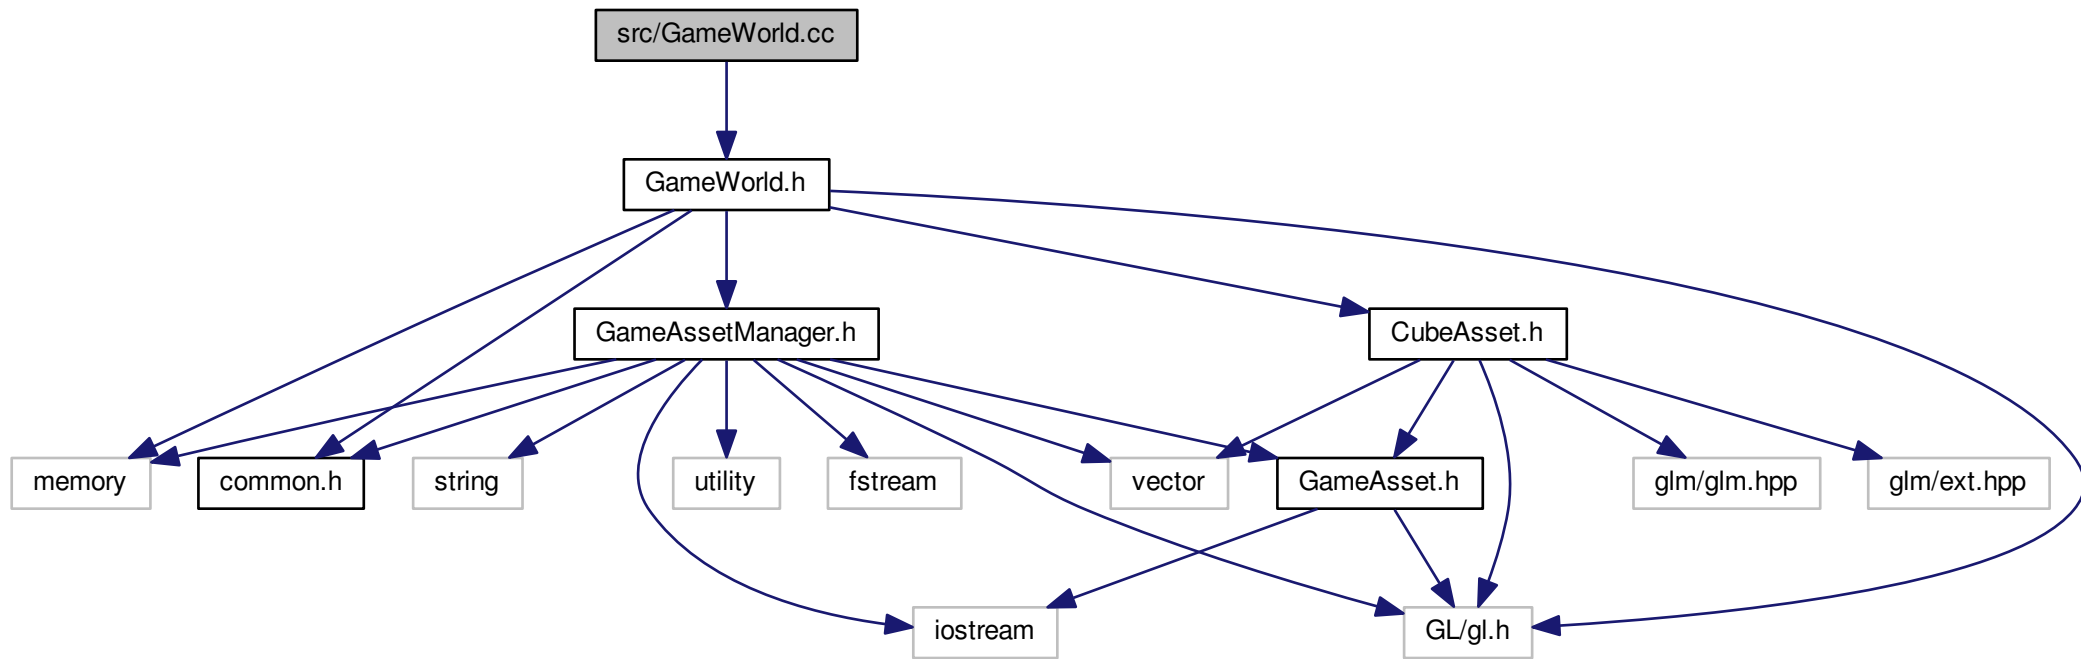 src/GameWorld.cc
GameWorld.h
GameAssetManager.h
CubeAsset.h
memory
common.h
string
utility
fstream
vector
GameAsset.h
glm/glm.hpp
glm/ext.hpp
iostream
GL/gl.h